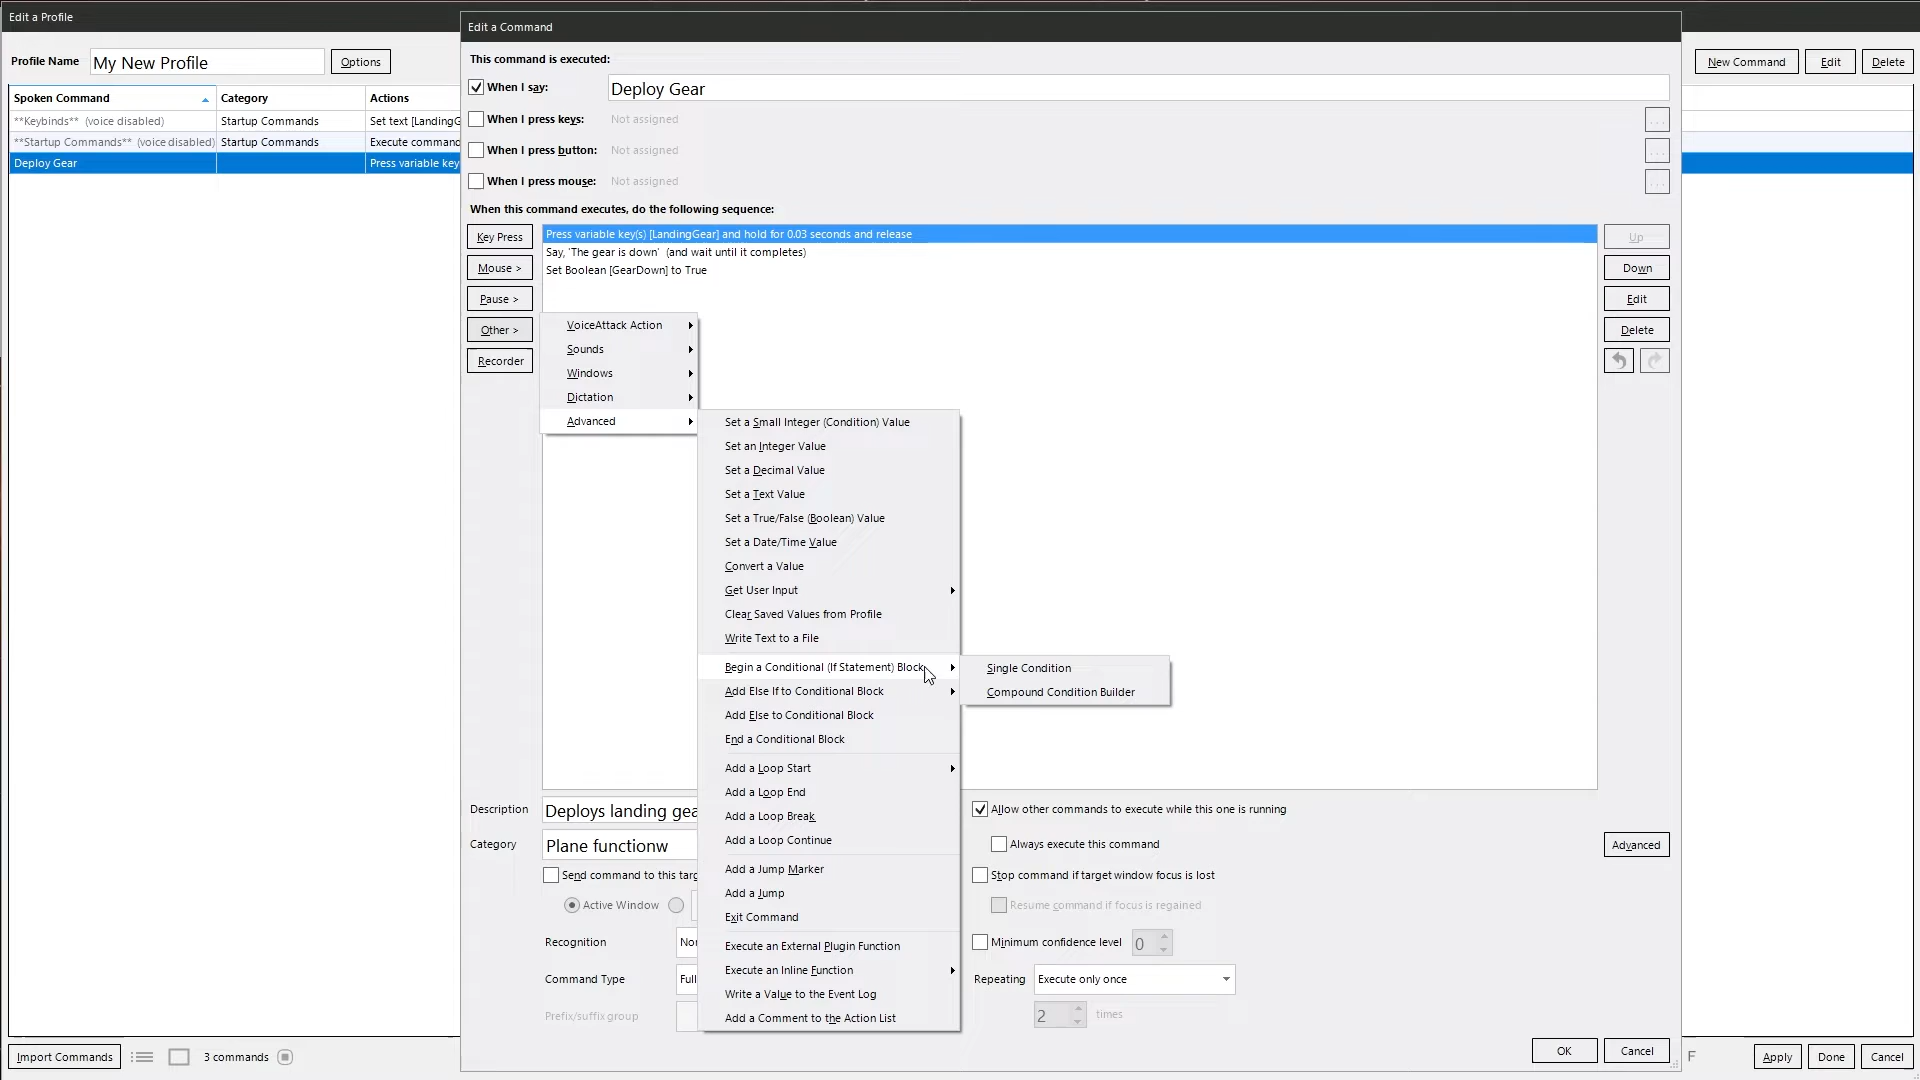 Edit a Profile
Edit a Command
Profile Name
My New Profile
Options
New Command
Edit
Delete
Spoken Command
Category
Actions
**Keybinds** (voice disabled)
Startup Commands
Set text [LandingG
**Startup Commands** (voice disabled)
Startup Commands
Execute command
Deploy Gear
Press variable key
This command is executed:
When I say:
Deploy Gear
When I press keys:
Not assigned
...
When I press button:
Not assigned
...
When I press mouse:
Not assigned
...
When this command executes, do the following sequence:
Key Press
Mouse >
Pause >
Other >
Recorder
Press variable key(s) [LandingGear] and hold for 0.03 seconds and release
Say, 'The gear is down' (and wait until it completes)
Set Boolean [GearDown] to True
Up
Down
Edit
Delete
VoiceAttack Action
Sounds
Windows
Dictation
Advanced
Set a Small Integer (Condition) Value
Set an Integer Value
Set a Decimal Value
Set a Text Value
Set a True/False (Boolean) Value
Set a Date/Time Value
Convert a Value
Get User Input
Clear Saved Values from Profile
Write Text to a File
Begin a Conditional (If Statement) Block
Add Else If to Conditional Block
Add Else to Conditional Block
End a Conditional Block
Add a Loop Start
Add a Loop End
Add a Loop Break
Add a Loop Continue
Add a Jump Marker
Add a Jump
Exit Command
Execute an External Plugin Function
Execute an Inline Function
Write a Value to the Event Log
Add a Comment to the Action List
Single Condition
Compound Condition Builder
Description
Deploys landing gea
Category
Plane functionw
Send command to this targ
Active Window
Recognition
Nor
Command Type
Full
Prefix/suffix group
Allow other commands to execute while this one is running
Always execute this command
Advanced
Stop command if target window focus is lost
Resume command if focus is regained
Minimum confidence level
0
Repeating
Execute only once
2
times
OK
Cancel
Import Commands
3 commands
F
Apply
Done
Cancel